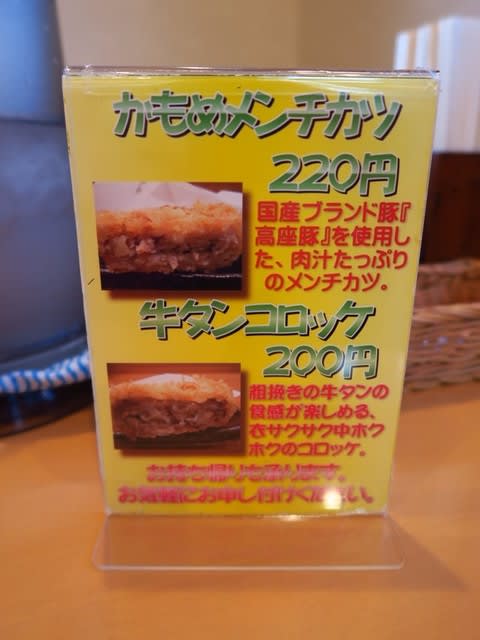 かもめメンチカツ
220円
国産ブランド豚『
高座豚』を使用し
た、肉汁たっぷり
のメンチカツ。
牛タンコロッケ
200円
粗挽きの牛タンの
食感が楽しめる、
衣サクサク中ホク
ホクのコロッケ。
お持ち帰りも承ります。
お気軽にお申し付けください。